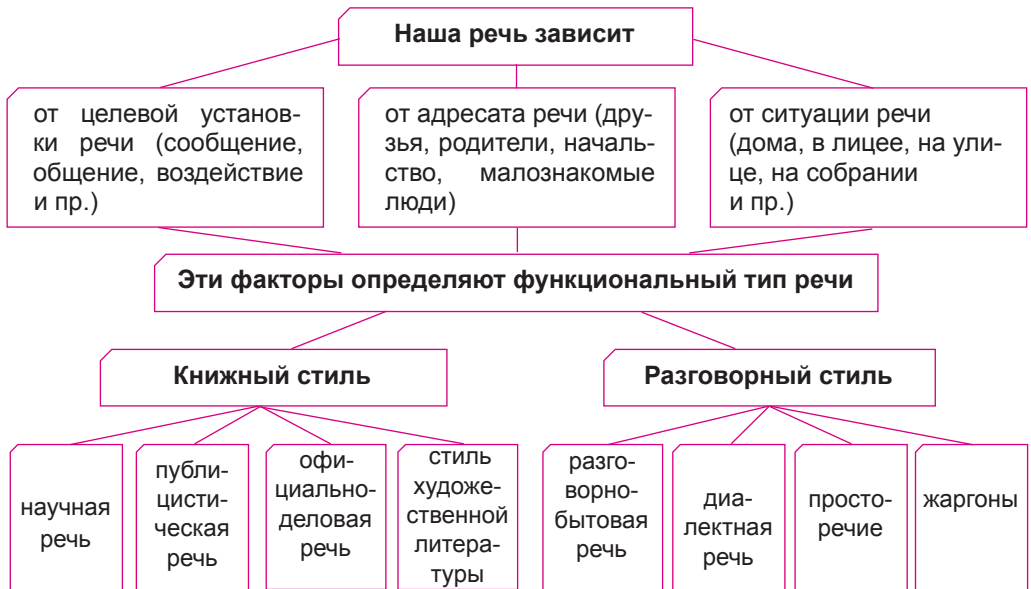 Наша речь зависит
от целевой установ-
ки речи (сообщение,
общение, воздействие
и пр.)
от адресата речи (дру-
зья, родители, началь-
ство, малознакомые
люди)
от ситуации речи
(дома, в лицее, на ули-
це, на собрании
и пр.)
Эти факторы определяют функциональный тип речи
Книжный стиль
Разговорный стиль
научная
речь
публи-
цисти-
ческая
речь
офи-
циально-
деловая
речь
стиль
художе-
ственной
литера-
туры
разго-
ворно-
бытовая
речь
диа-
лектная
речь
просто-
речие
жаргоны